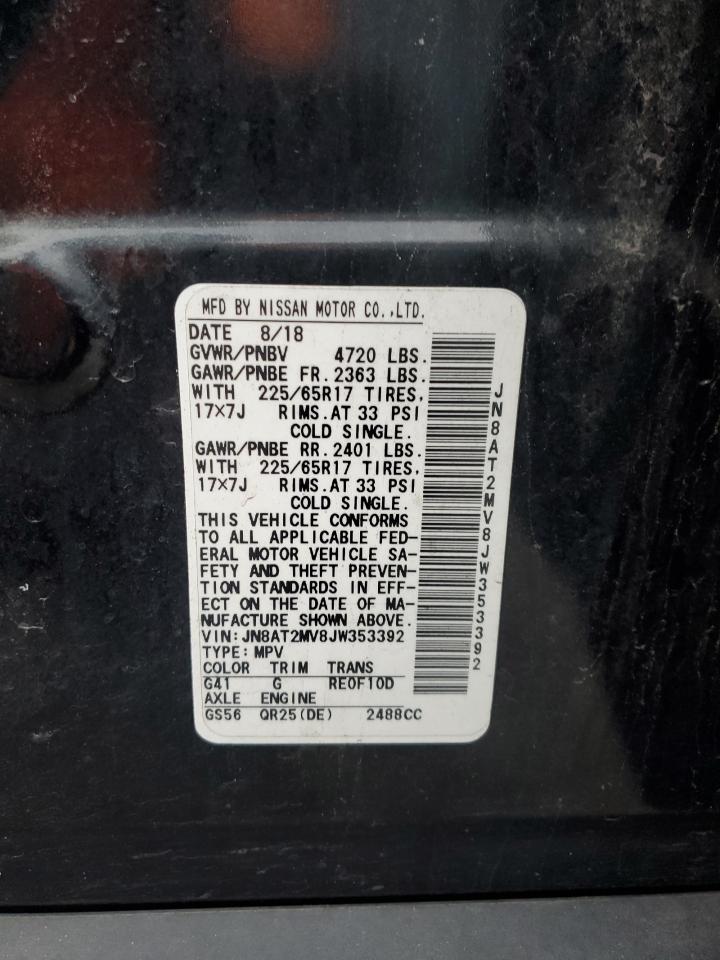 MFD BY NISSAN MOTOR CO.,LTD.
DATE 8/18
GVWR/PNBV 4720 LBS.
GAWR/PNBE FR. 2363 LBS.
WITH 225/65R17 TIRES,
17×7J RIMS. AT 33 PSI
COLD SINGLE.
GAWR/PNBE RR. 2401 LBS.
WITH 225/65R17 TIRES,
17×7J RIMS. AT 33 PSI
COLD SINGLE.
THIS VEHICLE CONFORMS
TO ALL APPLICABLE FED-
ERAL MOTOR VEHICLE SA-
FETY AND THEFT PREVEN-
TION STANDARDS IN EFF-
ECT ON THE DATE OF MA-
NUFACTURE SHOWN ABOVE.
VIN:JN8AT2MV8JW353392
TYPE: MPV
COLOR TRIM TRANS
G41 G RE0F10D
AXLE ENGINE
GS56 QR25(DE) 2488CC
JN8AT2MV8JW353392